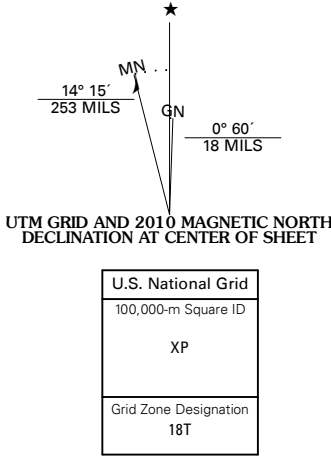 MN
GN
14° 15´
253 MILS
0° 60´
18 MILS
UTM GRID AND 2010 MAGNETIC NORTH
DECLINATION AT CENTER OF SHEET
U.S. National Grid
100,000-m Square ID
XP
Grid Zone Designation
18T